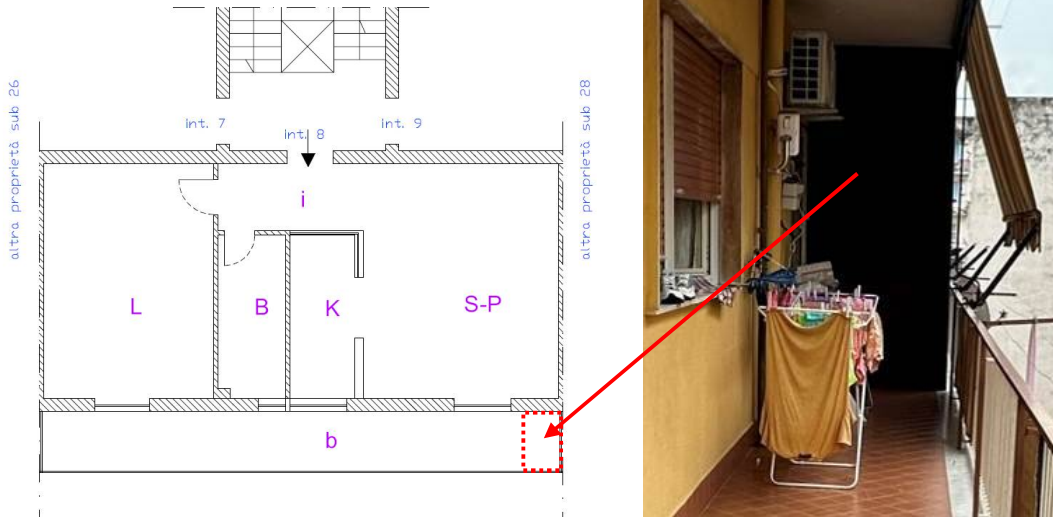 altra proprietà sub 26
int. 7
int. 8
int. 9
altra proprietà sub 28
i
L
B
K
S-P
b